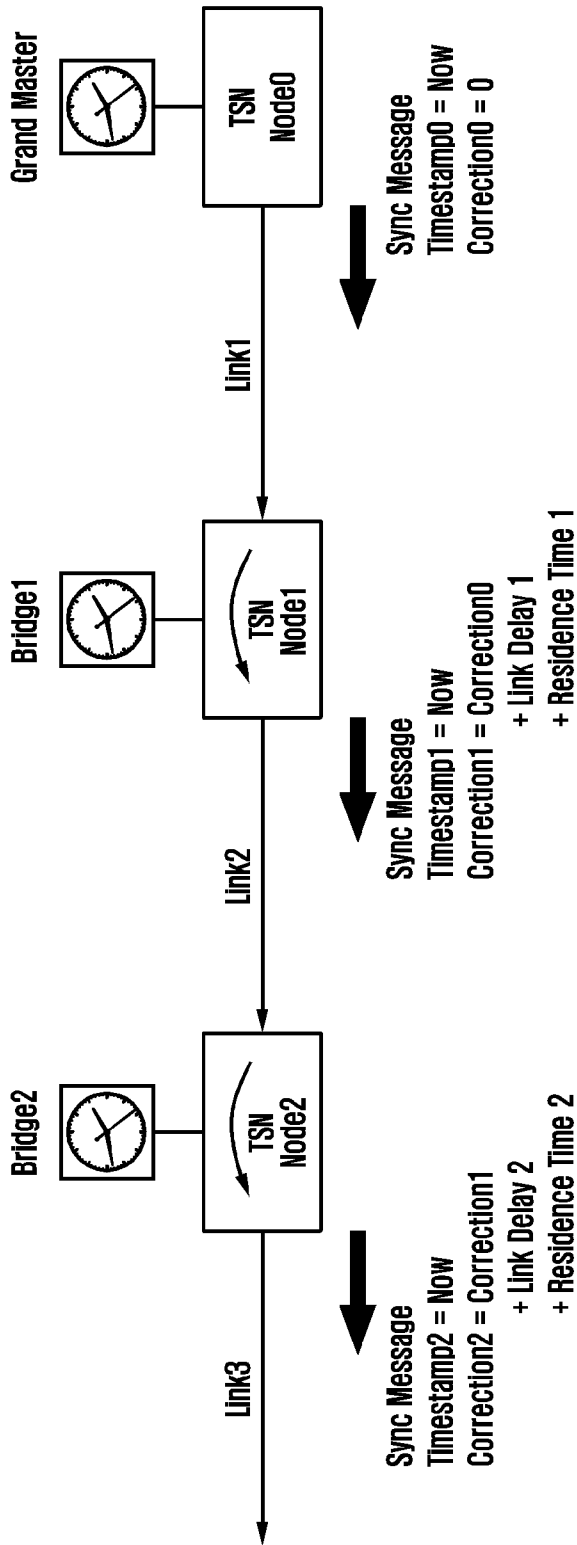 Bridge2
Bridge1
Grand Master
TSN
Node2
TSN
Node1
TSN
Node0
Link3
Link2
Link1
Sync Message
Timestamp2 = Now
Correction2 = Correction1
+ Link Delay 2
+ Residence Time 2
Sync Message
Timestamp1 = Now
Correction1 = Correction0
+ Link Delay 1
+ Residence Time 1
Sync Message
Timestamp0 = Now
Correction0 = 0